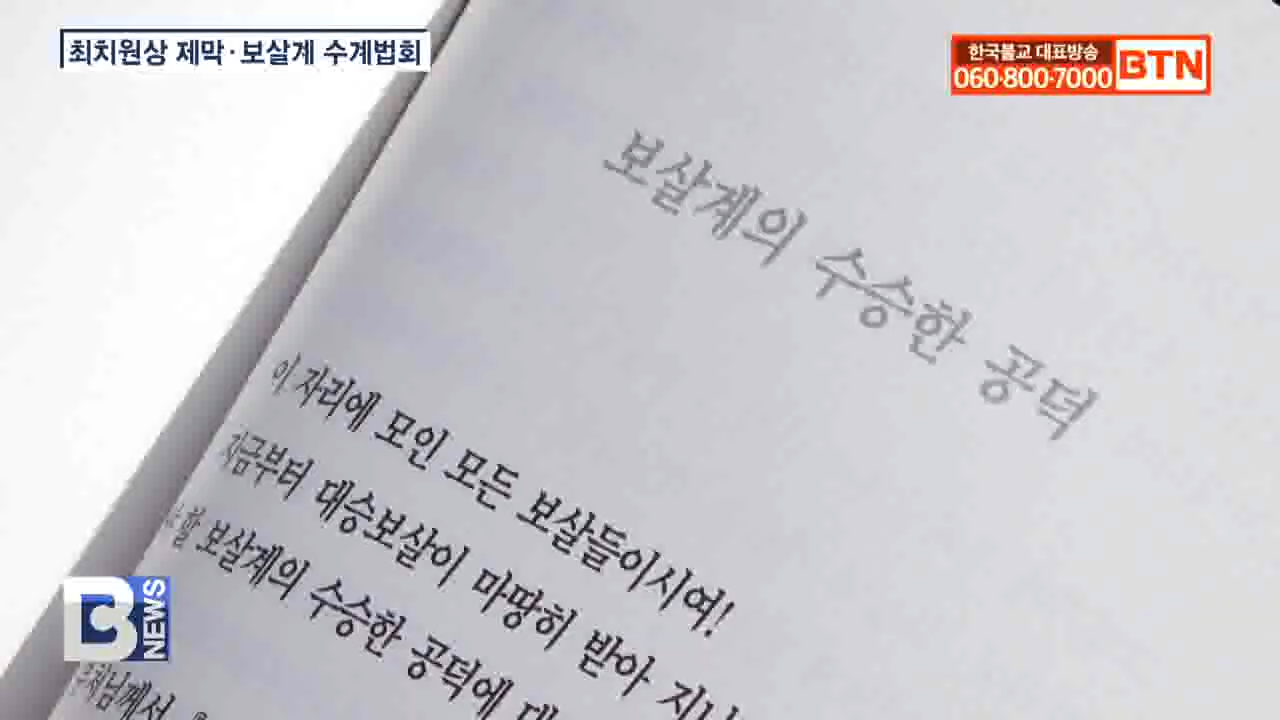 최치원상 제막·보살계 수계법회
한국불교 대표방송
060·800·7000
BTN
보살계의 수승한 공덕
이 자리에 모인 모든 보살들이시여!
지금부터 대승보살이 마땅히 받아
할 보살계의 수승한 공덕에
B NEWS